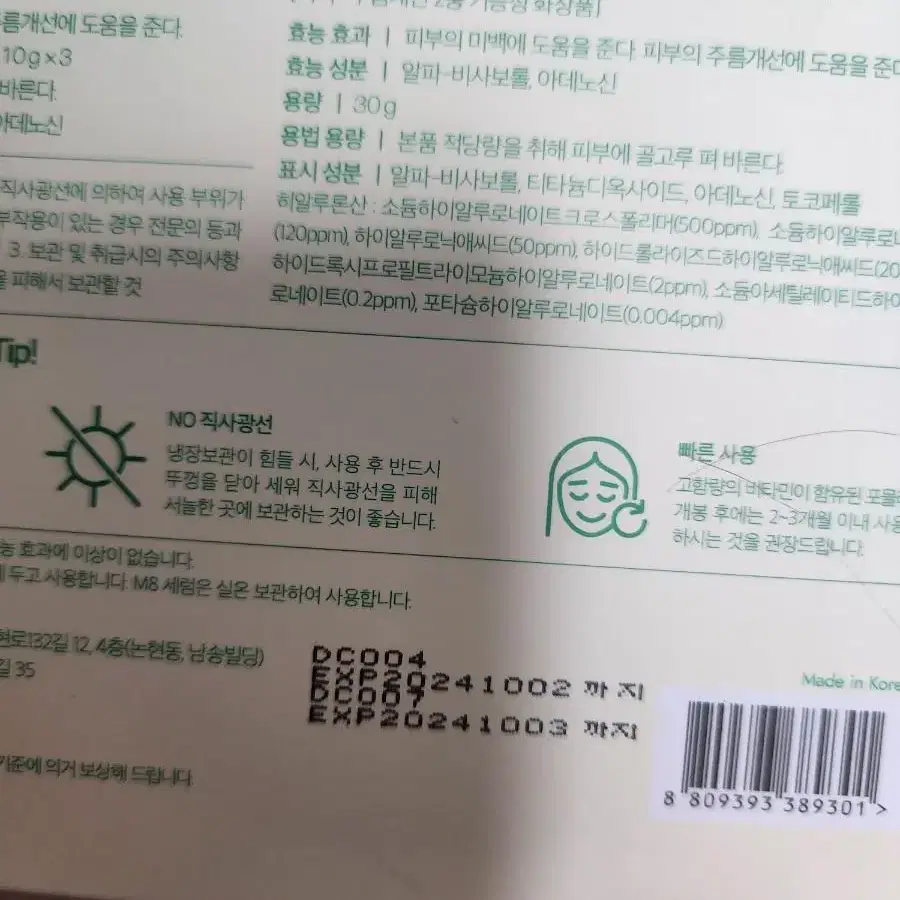 주름개선에 도움을 준다.
10g×3
바른다.
아데노신
직사광선에 의하여 사용 부위가
부작용이 있는 경우 전문의 등과
3. 보관 및 취급시의 주의사항
을 피해서 보관할 것
2중 기능성 화장품]
효능 효과 | 피부의 미백에 도움을 준다. 피부의 주름개선에 도움을 준다
효능 성분 | 알파-비사보롤, 아데노신
용량 | 30g
용법 용량 | 본품 적당량을 취해 피부에 골고루 펴 바른다.
표시 성분 | 알파-비사보롤, 티타늄디옥사이드, 아데노신, 토코페롤
히알루론산 : 소듐하이알루로네이트크로스폴리머(500ppm), 소듐하이알루로네
(120ppm), 하이알루로닉애씨드(50ppm), 하이드롤라이즈드하이알루로닉애씨드(20
하이드록시프로필트라이모늄하이알루로네이트(2ppm), 소듐아세틸레이티드하이
로네이트(0.2ppm), 포타슘하이알루로네이트(0.004ppm)
Tip!
NO 직사광선
냉장보관이 힘들 시, 사용 후 반드시
뚜껑을 닫아 세워 직사광선을 피해
서늘한 곳에 보관하는 것이 좋습니다.
빠른 사용
고함량의 비타민이 함유된 포뮬러
개봉 후에는 2~3개월 이내 사용
하시는 것을 권장드립니다.
능 효과에 이상이 없습니다.
에 두고 사용합니다. M8 세럼은 실온 보관하여 사용합니다.
현로132길 12, 4층(논현동, 남송빌딩)
길 35
기준에 의거 보상해 드립니다.
DC004
EXP20241002 까지
DC007
EXP20241003 까지
Made in Kore
8 809393 389301 >